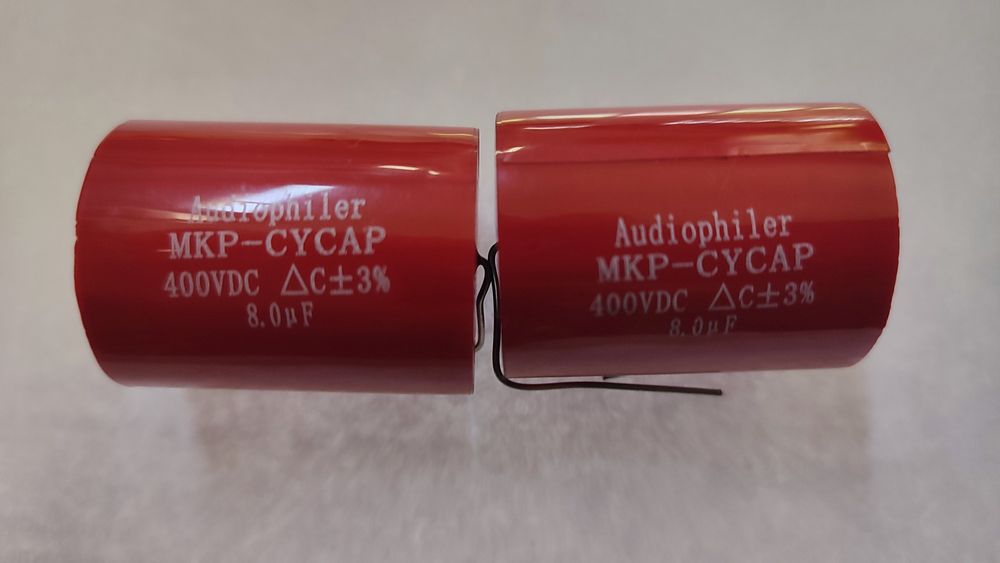 Audiophiler
MKP-CYCAP
400VDC △C±3%
8.0μF
Audiophiler
MKP-CYCAP
400VDC △C±3%
8.0μF